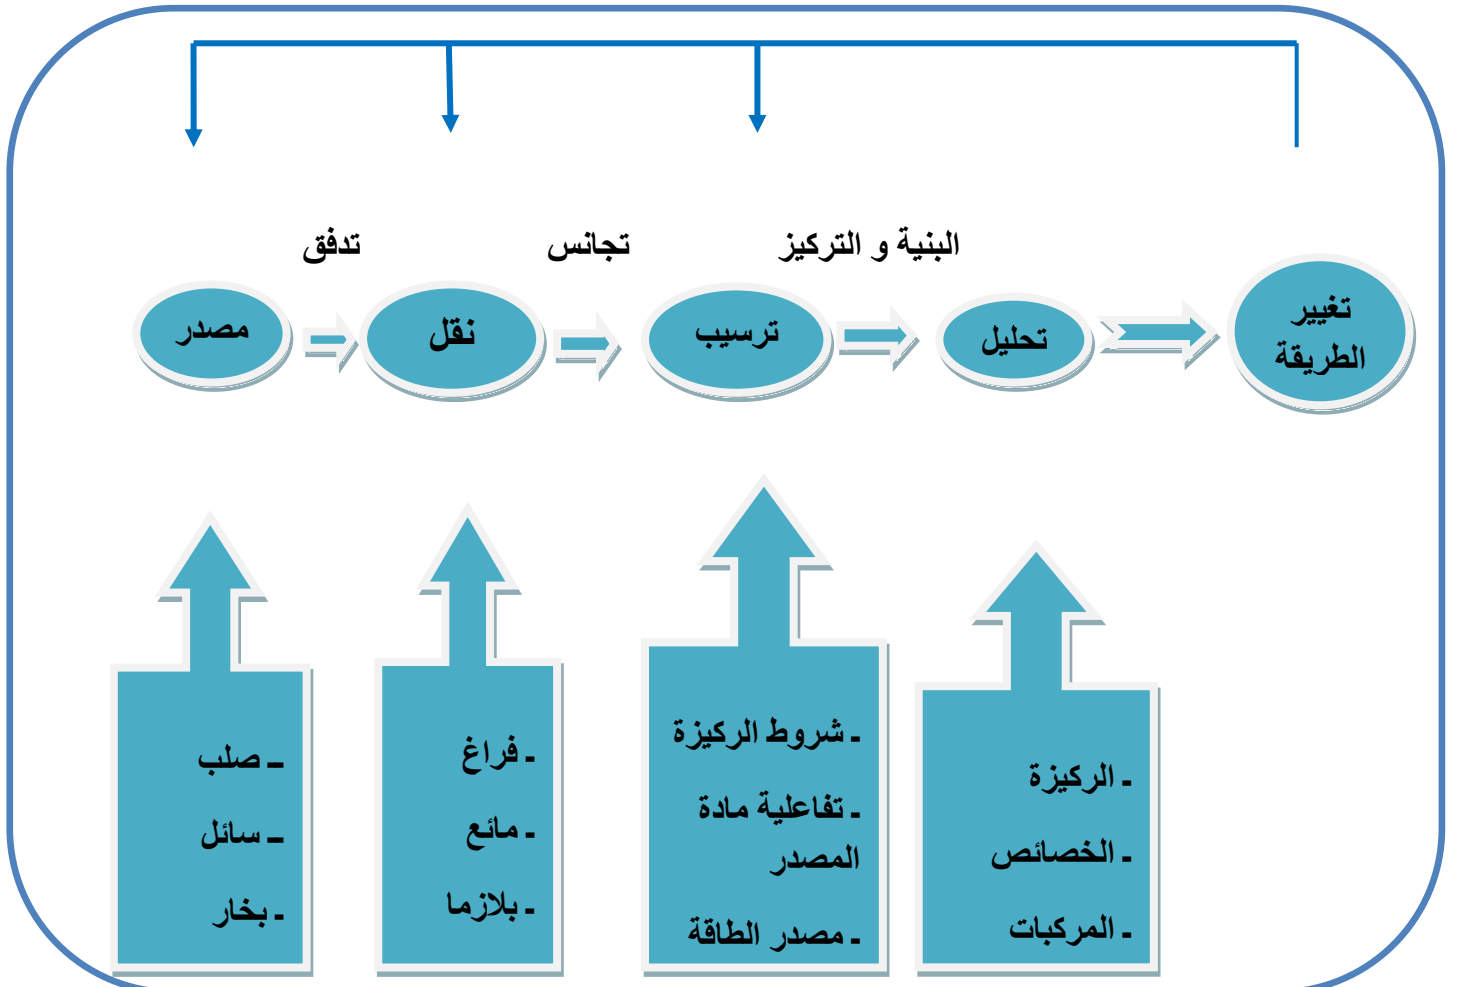 تدفق
تجانس
البنية و التركيز
مصدر
نقل
ترسيب
تحليل
تغيير
الطريقة
ـ صلب
ـ سائل
ـ بخار
ـ فراغ
ـ مائع
ـ بلازما
ـ شروط الركيزة
ـ تفاعلية مادة
المصدر
ـ مصدر الطاقة
ـ الركيزة
ـ الخصائص
ـ المركبات